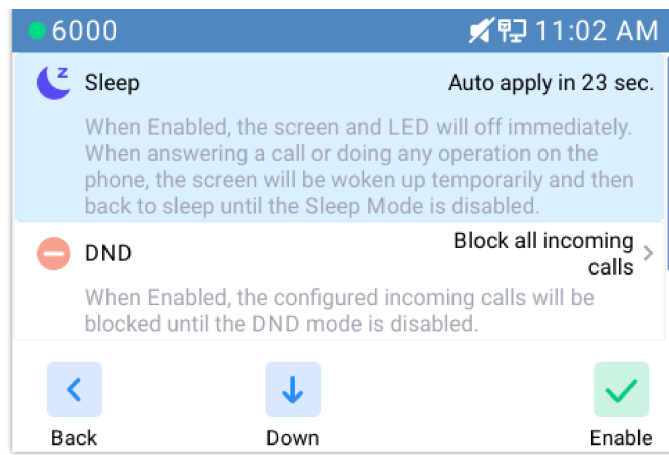 6000 11:02 AM
z
Sleep Auto apply in 23 sec.
When Enabled, the screen and LED will off immediately.
When answering a call or doing any operation on the
phone, the screen will be woken up temporarily and then
back to sleep until the Sleep Mode is disabled.
DND Block all incoming
calls
When Enabled, the configured incoming calls will be
blocked until the DND mode is disabled.
Back Down Enable